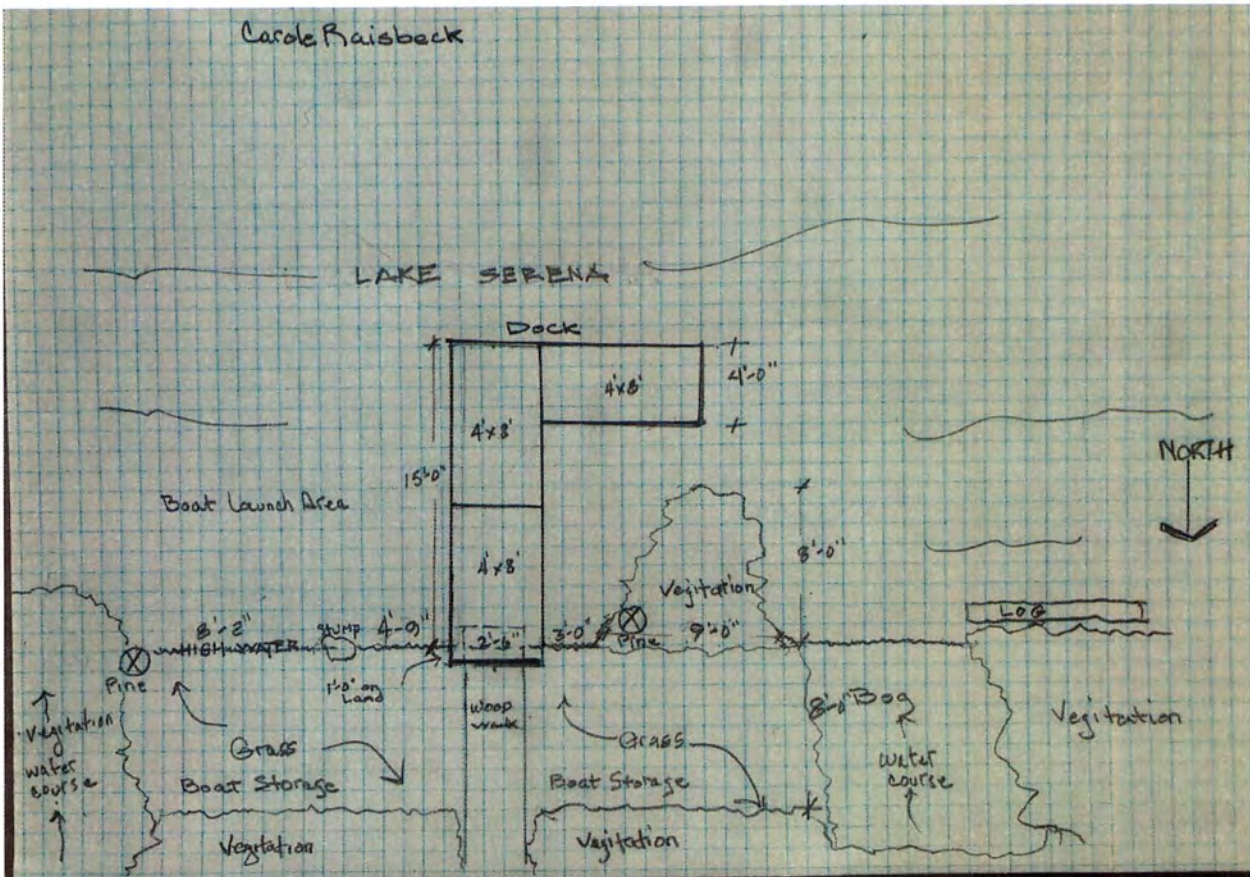 Carole Raisbeck
LAKE SERENA
Dock
4'x8'
4'-0"
4'x8'
15'-0"
NORTH
Boat Launch Area
8'-0"
4'x8'
Vegitation
LOG
8'-2"
STUMP
4'-9"
2'-6"
3'-0"
Pine
9'-0"
HIGH WATER
Pine
1'-0" on
Land
WOOD
WALK
8'-0"
Bog
Vegitation
Vegitation
water
course
Grass
Boat Storage
Grass
Boat Storage
Water
course
Vegitation
Vegitation